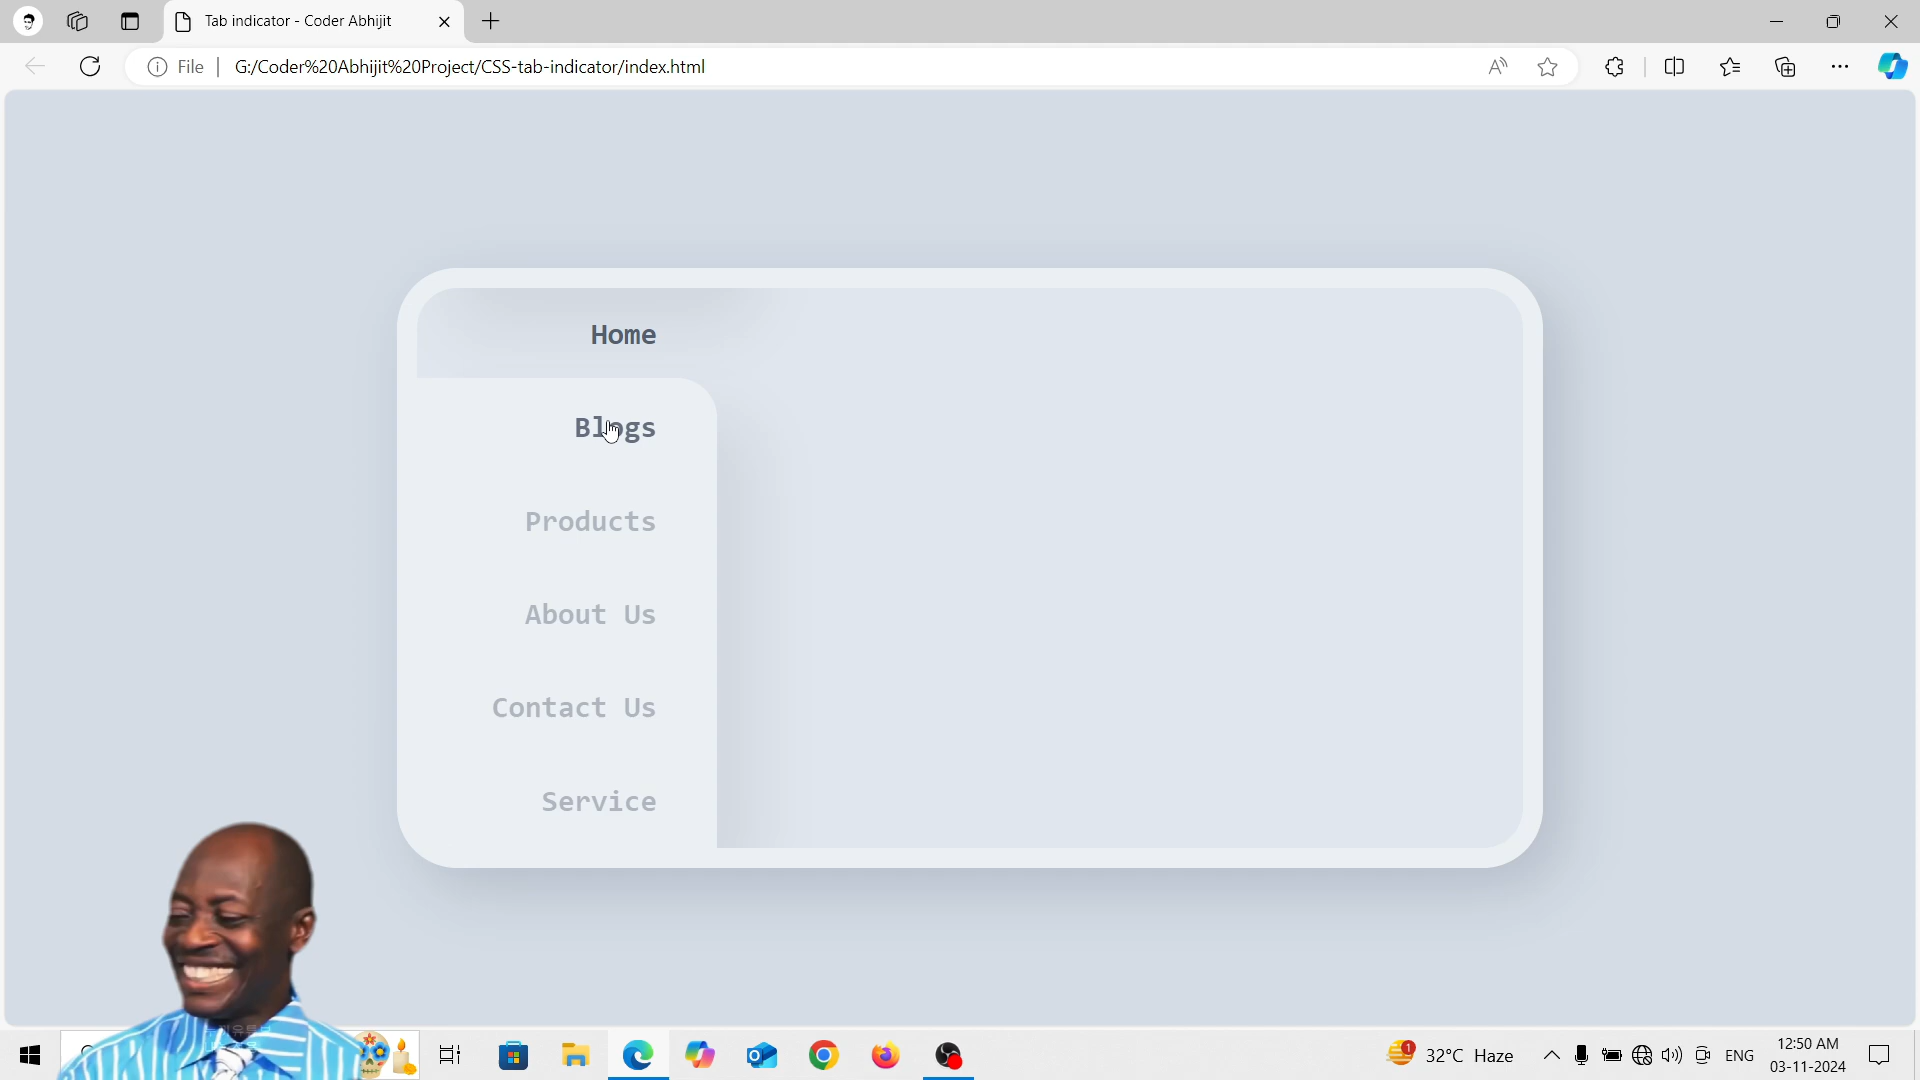 Tab indicator - Coder Abhijit
File
G:/Coder%20Abhijit%20Project/CSS-tab-indicator/index.html
Home
Blogs
Products
About Us
Contact Us
Service
1
32°C Haze
ENG
12:50 AM
03-11-2024